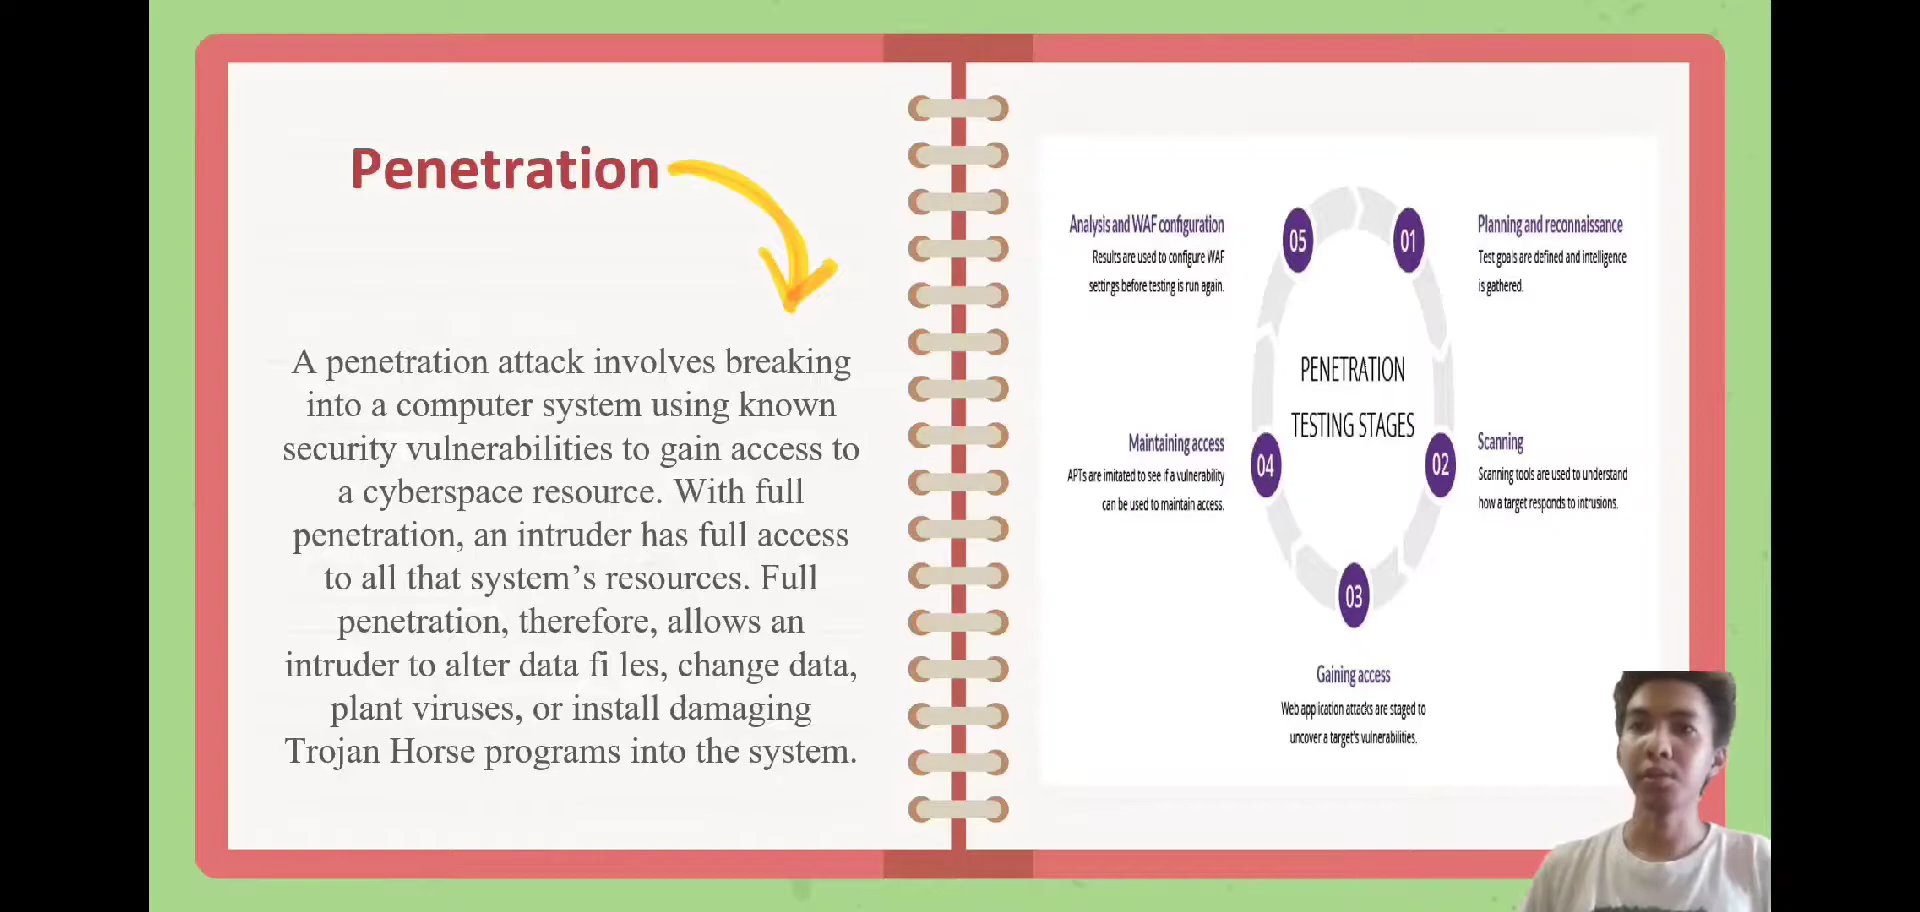 Penetration
A penetration attack involves breaking
into a computer system using known
security vulnerabilities to gain access to
a cyberspace resource. With full
penetration, an intruder has full access
to all that system’s resources. Full
penetration, therefore, allows an
intruder to alter data fi les, change data,
plant viruses, or install damaging
Trojan Horse programs into the system.
PENETRATION
TESTING STAGES
01
Planning and reconnaissance
Test goals are defined and intelligence
is gathered.
02
Scanning
Scanning tools are used to understand
how a target responds to intrusions.
03
Gaining access
Web application attacks are staged to
uncover a target's vulnerabilities.
04
Maintaining access
APTs are imitated to see if a vulnerability
can be used to maintain access.
05
Analysis and WAF configuration
Results are used to configure WAF
settings before testing is run again.